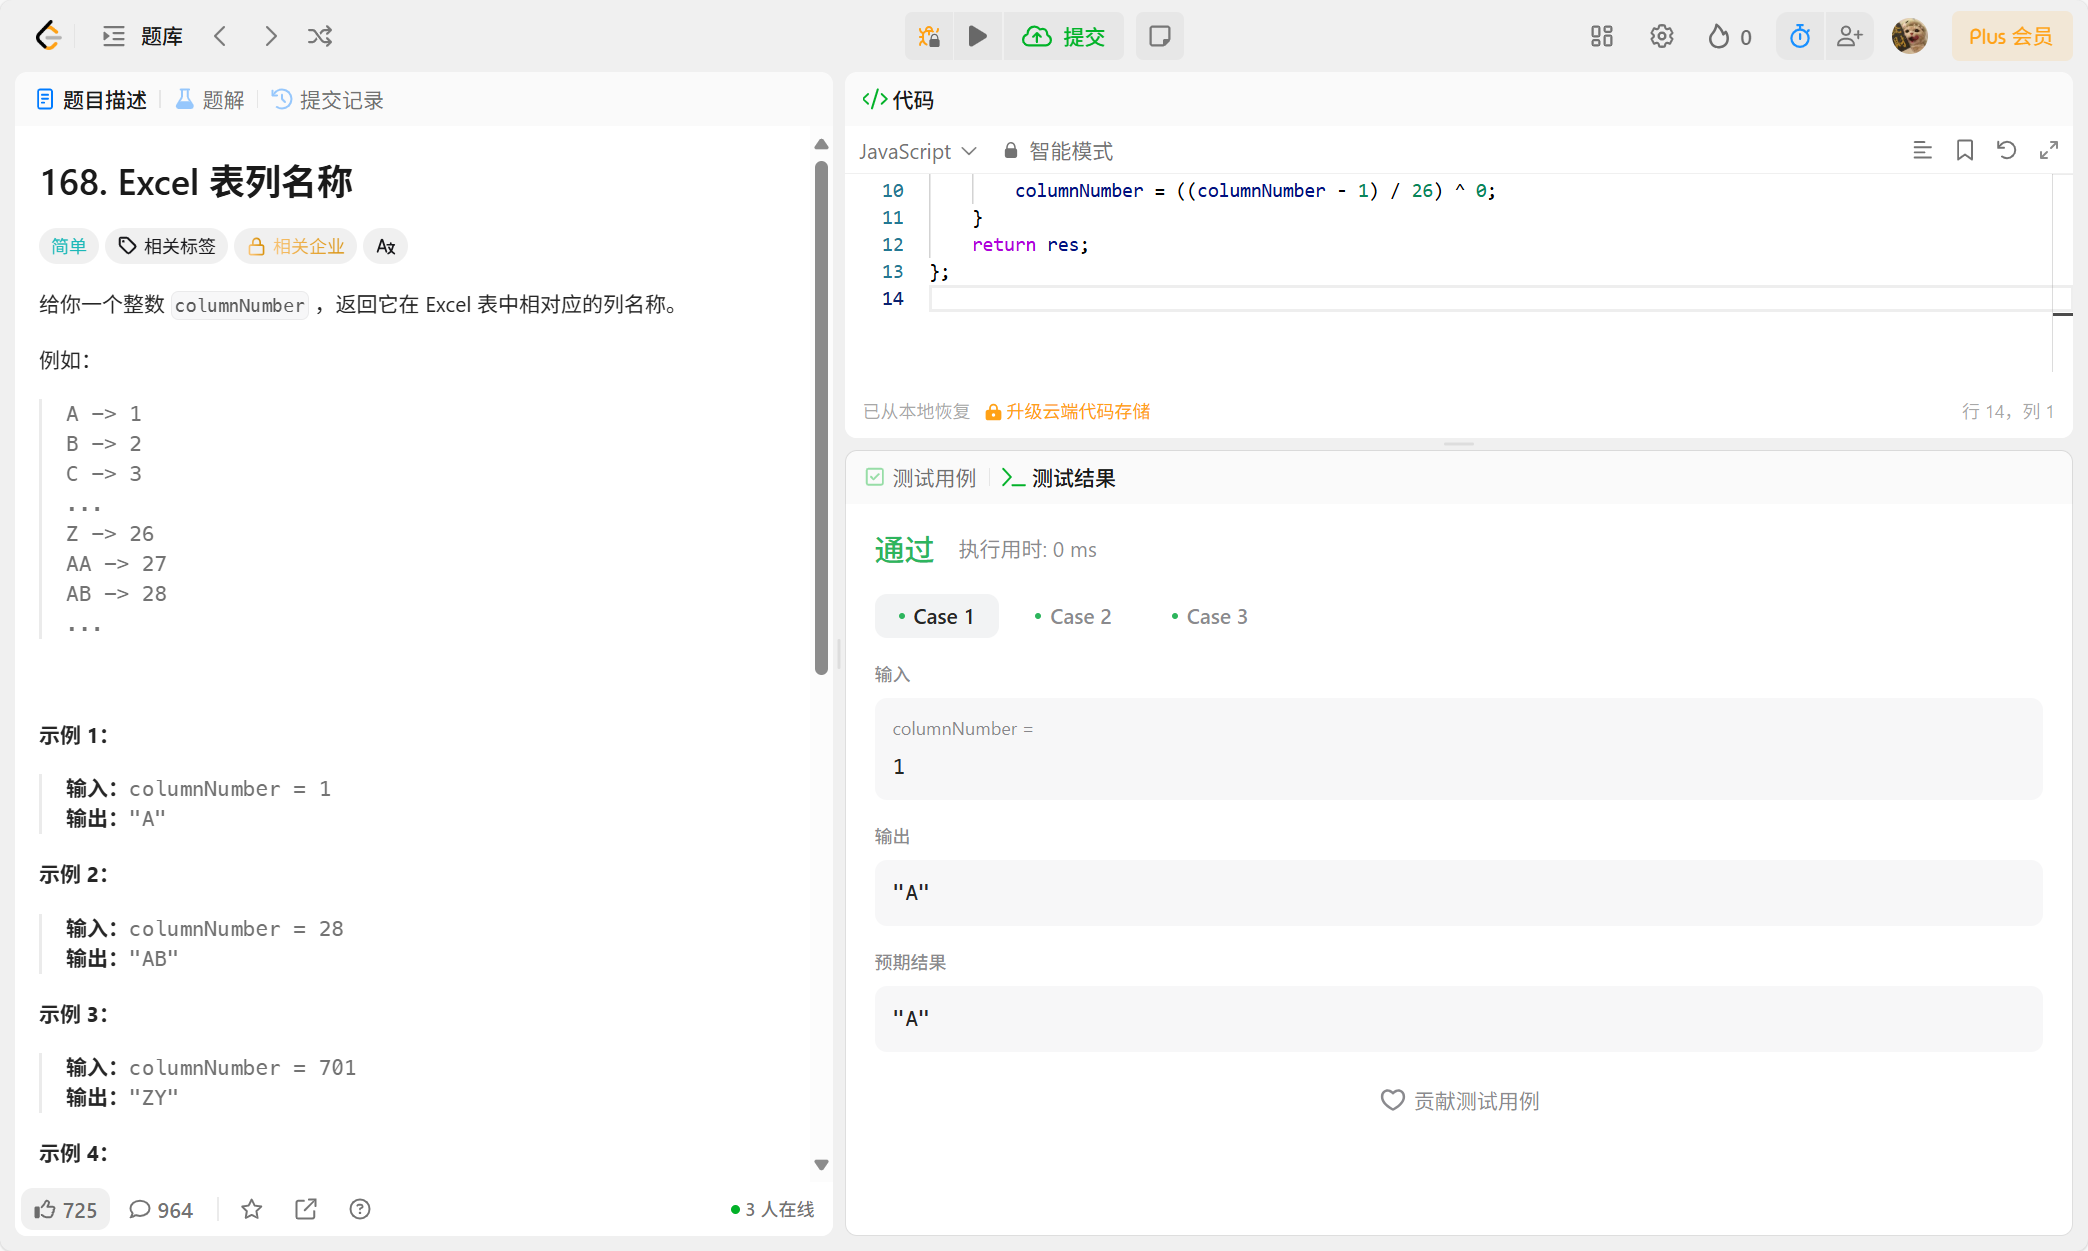 题库
提交
0
Plus 会员
题目描述
题解
提交记录
168. Excel 表列名称
简单
相关标签
相关企业
给你一个整数 columnNumber ，返回它在 Excel 表中相对应的列名称。
例如：
A -> 1
B -> 2
C -> 3
...
Z -> 26
AA -> 27
AB -> 28
...
示例 1：
输入：columnNumber = 1
输出："A"
示例 2：
输入：columnNumber = 28
输出："AB"
示例 3：
输入：columnNumber = 701
输出："ZY"
示例 4：
725
964
3 人在线
代码
JavaScript
智能模式
10 columnNumber = ((columnNumber - 1) / 26) ^ 0;
11 }
12 return res;
13 };
14
已从本地恢复
升级云端代码存储
行 14，列 1
测试用例
测试结果
通过
执行用时: 0 ms
Case 1
Case 2
Case 3
输入
columnNumber =
1
输出
"A"
预期结果
"A"
贡献测试用例